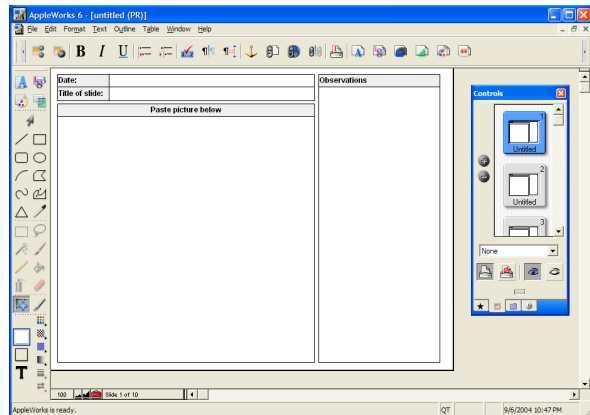 AppleWorks 6 - [untitled (PR)]
File Edit Format Text Outline Table Window Help
B I U
Date:
Title of slide:
Paste picture below
Observations
Controls
1
Untitled
2
Untitled
3
None
T
100 Slide 1 of 10
AppleWorks is ready. QT 9/6/2004 10:47 PM